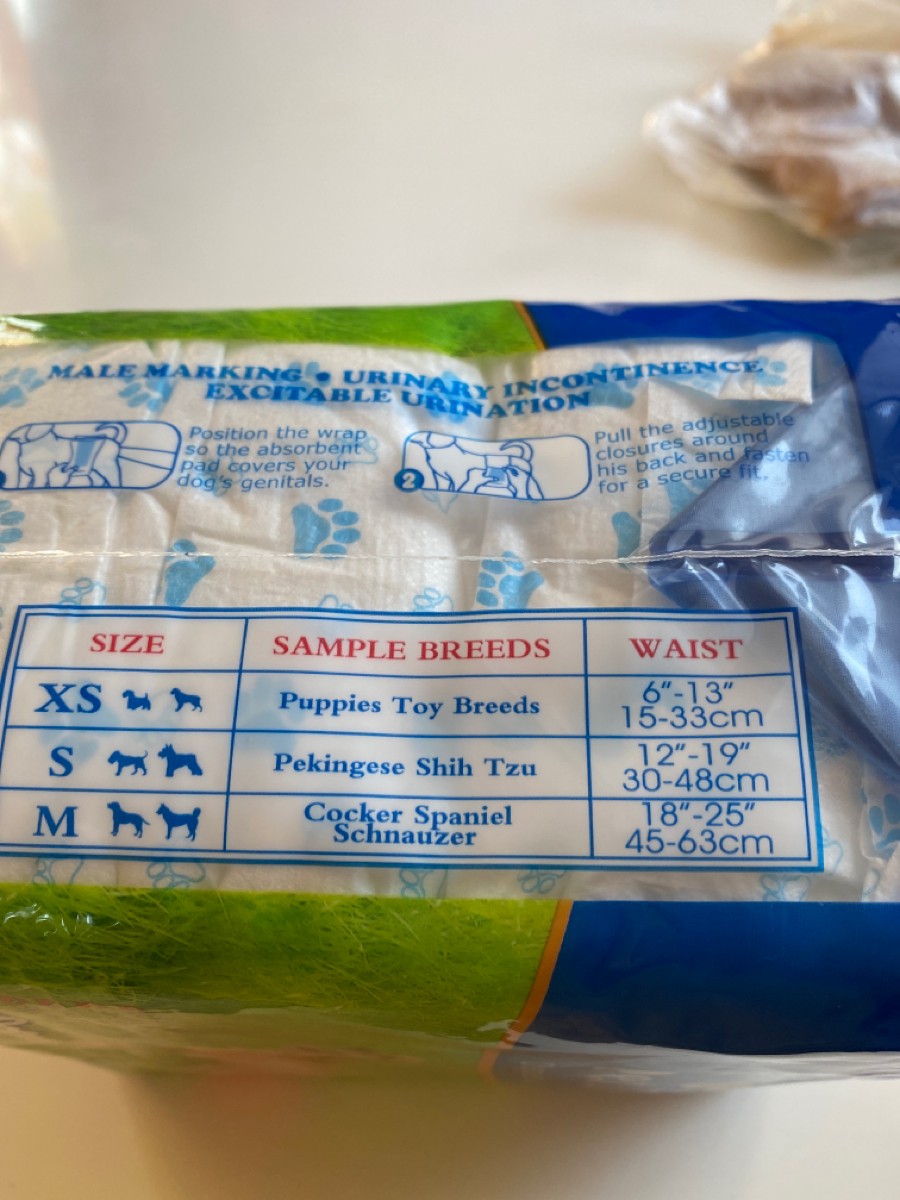 MALE MARKING • URINARY INCONTINENCE
EXCITABLE URINATION
Position the wrap
so the absorbent
pad covers your
dog's genitals.
2
Pull the adjustable
closures around
his back and fasten
for a secure fit.
SIZE SAMPLE BREEDS WAIST
XS Puppies Toy Breeds 6"-13"
15-33cm
S Pekingese Shih Tzu 12"-19"
30-48cm
M Cocker Spaniel
Schnauzer 18"-25"
45-63cm